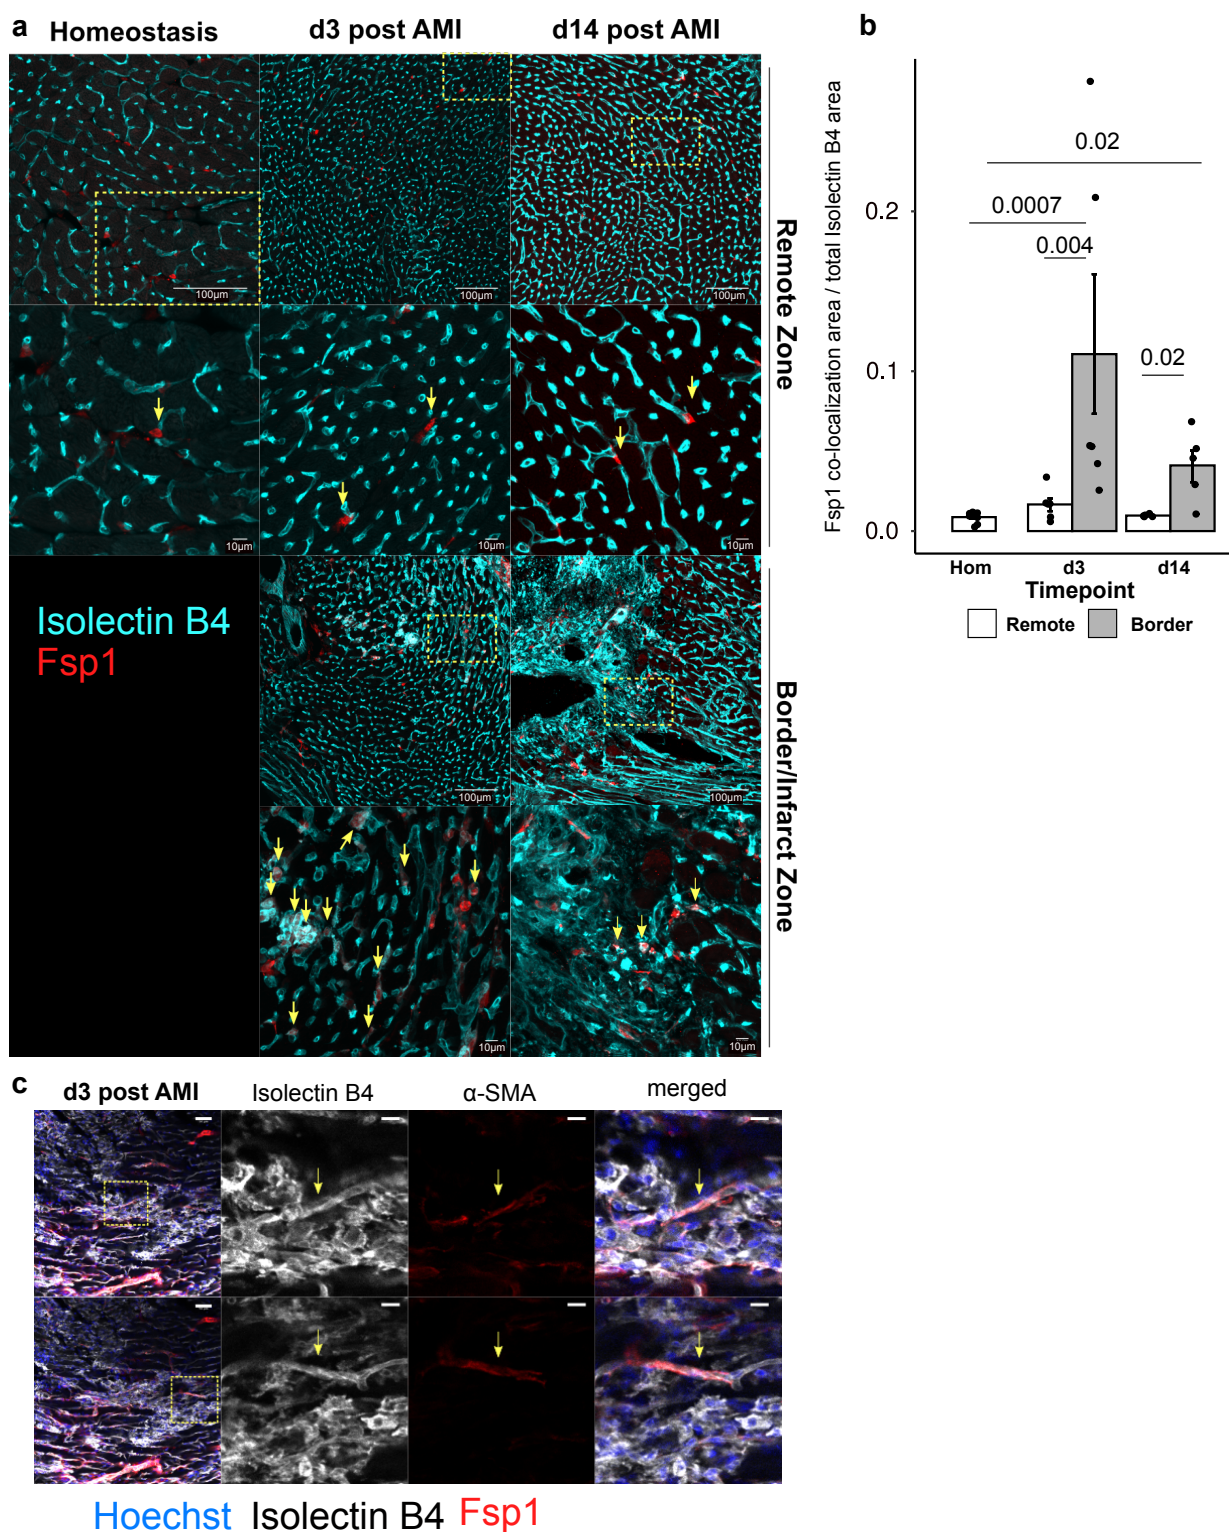 a
Homeostasis
d3 post AMI
d14 post AMI
100µm
100µm
100µm
10µm
10µm
10µm
Remote Zone
Isolectin B4
Fsp1
100µm
100µm
10µm
10µm
Border/Infarct Zone
b
Fsp1 co-localization area / total Isolectin B4 area
0.2
0.1
0.0
0.02
0.0007
0.004
0.02
Hom
d3
d14
Timepoint
Remote
Border
c
d3 post AMI
Isolectin B4
α-SMA
merged
Hoechst Isolectin B4 Fsp1